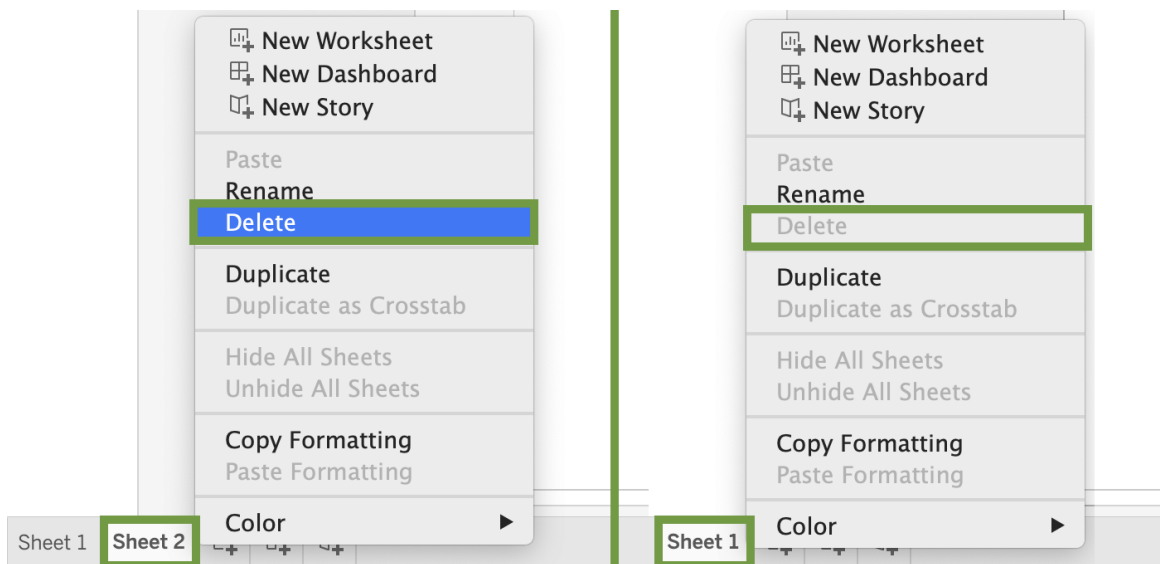 New Worksheet
New Dashboard
New Story
Paste
Rename
Delete
Duplicate
Duplicate as Crosstab
Hide All Sheets
Unhide All Sheets
Copy Formatting
Paste Formatting
Color
Sheet 1
Sheet 2
New Worksheet
New Dashboard
New Story
Paste
Rename
Delete
Duplicate
Duplicate as Crosstab
Hide All Sheets
Unhide All Sheets
Copy Formatting
Paste Formatting
Color
Sheet 1